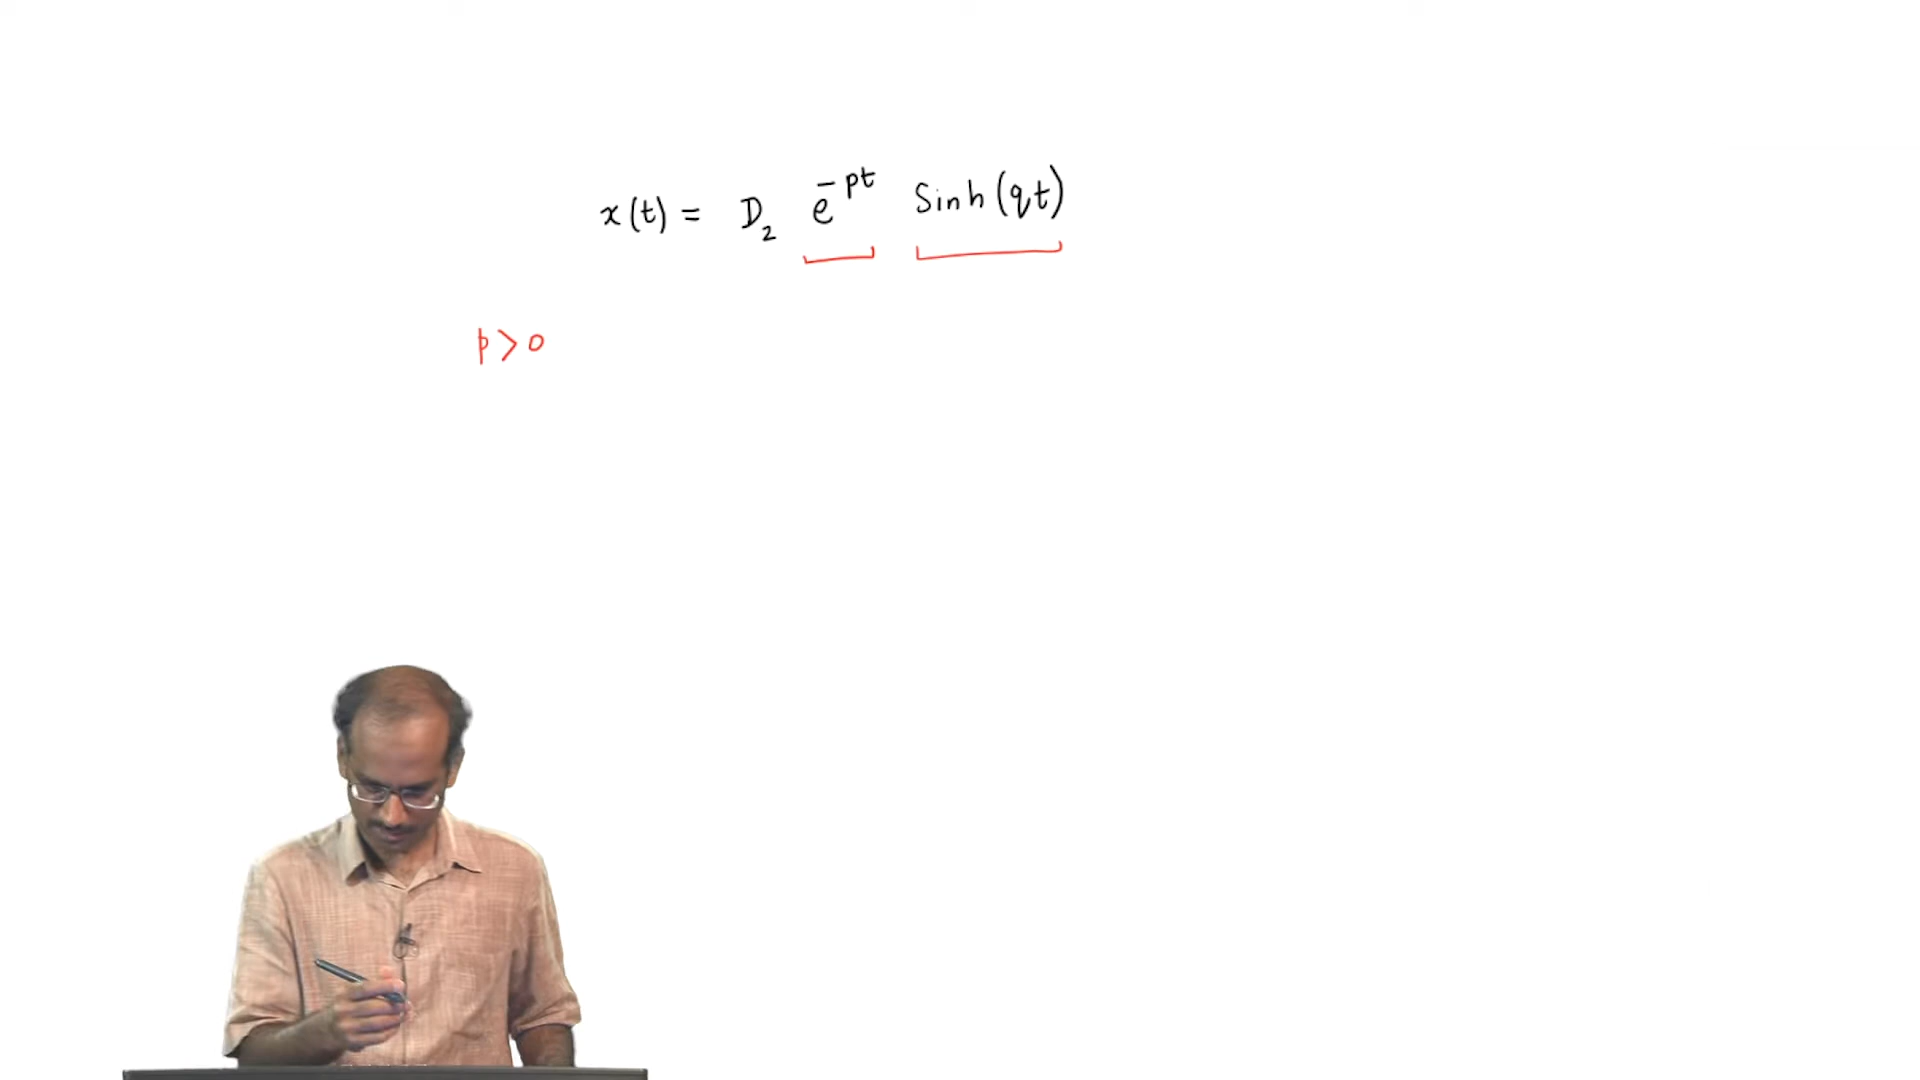 x(t) = D₂ e^{-pt} Sinh(qt)
p > 0